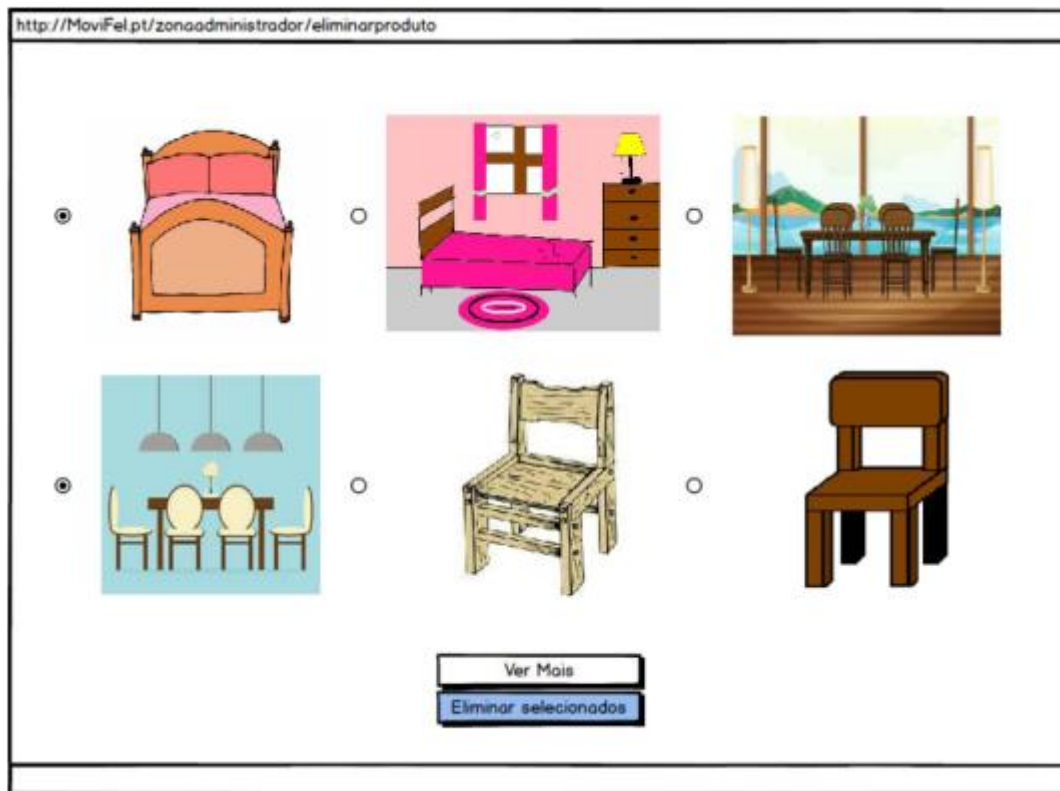 http://MoviFel.pt/zonaadministrador/eliminarproduto
Ver Mais
Eliminar selecionados